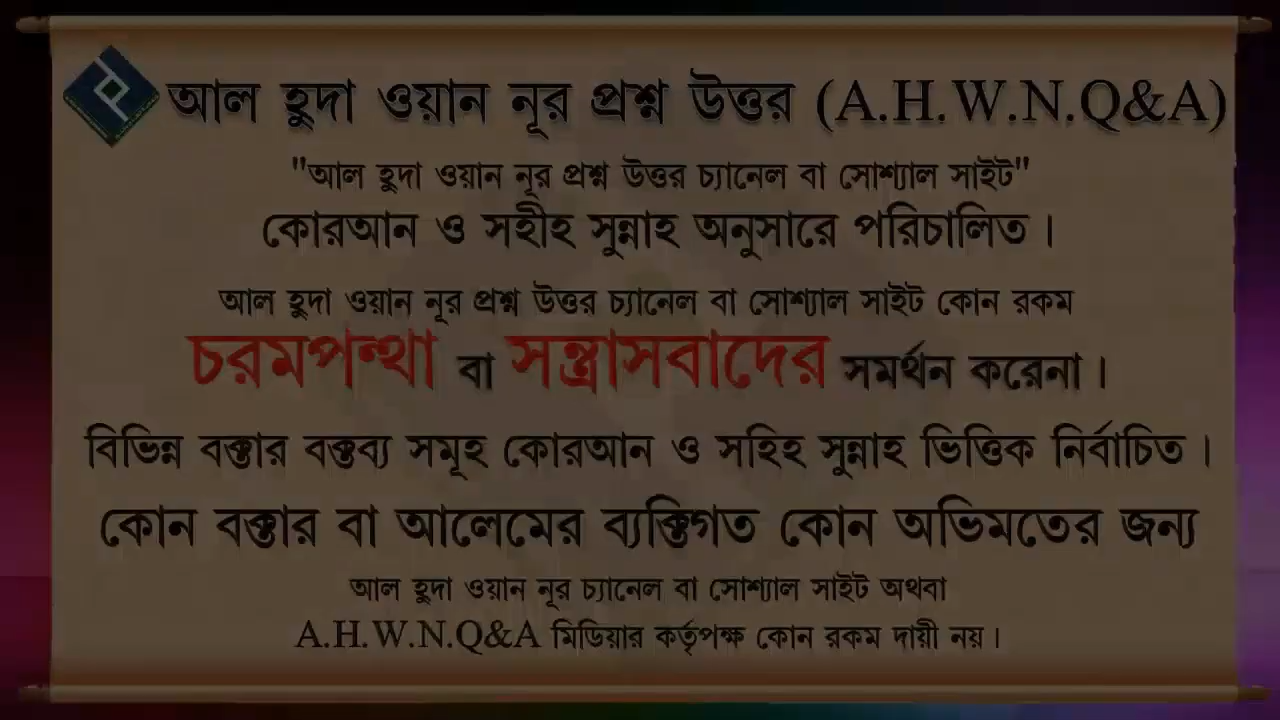 আল হুদা ওয়ান নূর প্রশ্ন উত্তর (A.H.W.N.Q&A)
"আল হুদা ওয়ান নূর প্রশ্ন উত্তর চ্যানেল বা সোশ্যাল সাইট"
কোরআন ও সহীহ সুন্নাহ অনুসারে পরিচালিত।
আল হুদা ওয়ান নূর প্রশ্ন উত্তর চ্যানেল বা সোশ্যাল সাইট কোন রকম
চরমপন্থা বা সন্ত্রাসবাদের সমর্থন করেনা।
বিভিন্ন বক্তার বক্তব্য সমূহ কোরআন ও সহিহ সুন্নাহ ভিত্তিক নির্বাচিত।
কোন বক্তার বা আলেমের ব্যক্তিগত কোন অভিমতের জন্য
আল হুদা ওয়ান নূর চ্যানেল বা সোশ্যাল সাইট অথবা
A.H.W.N.Q&A মিডিয়ার কর্তৃপক্ষ কোন রকম দায়ী নয়।